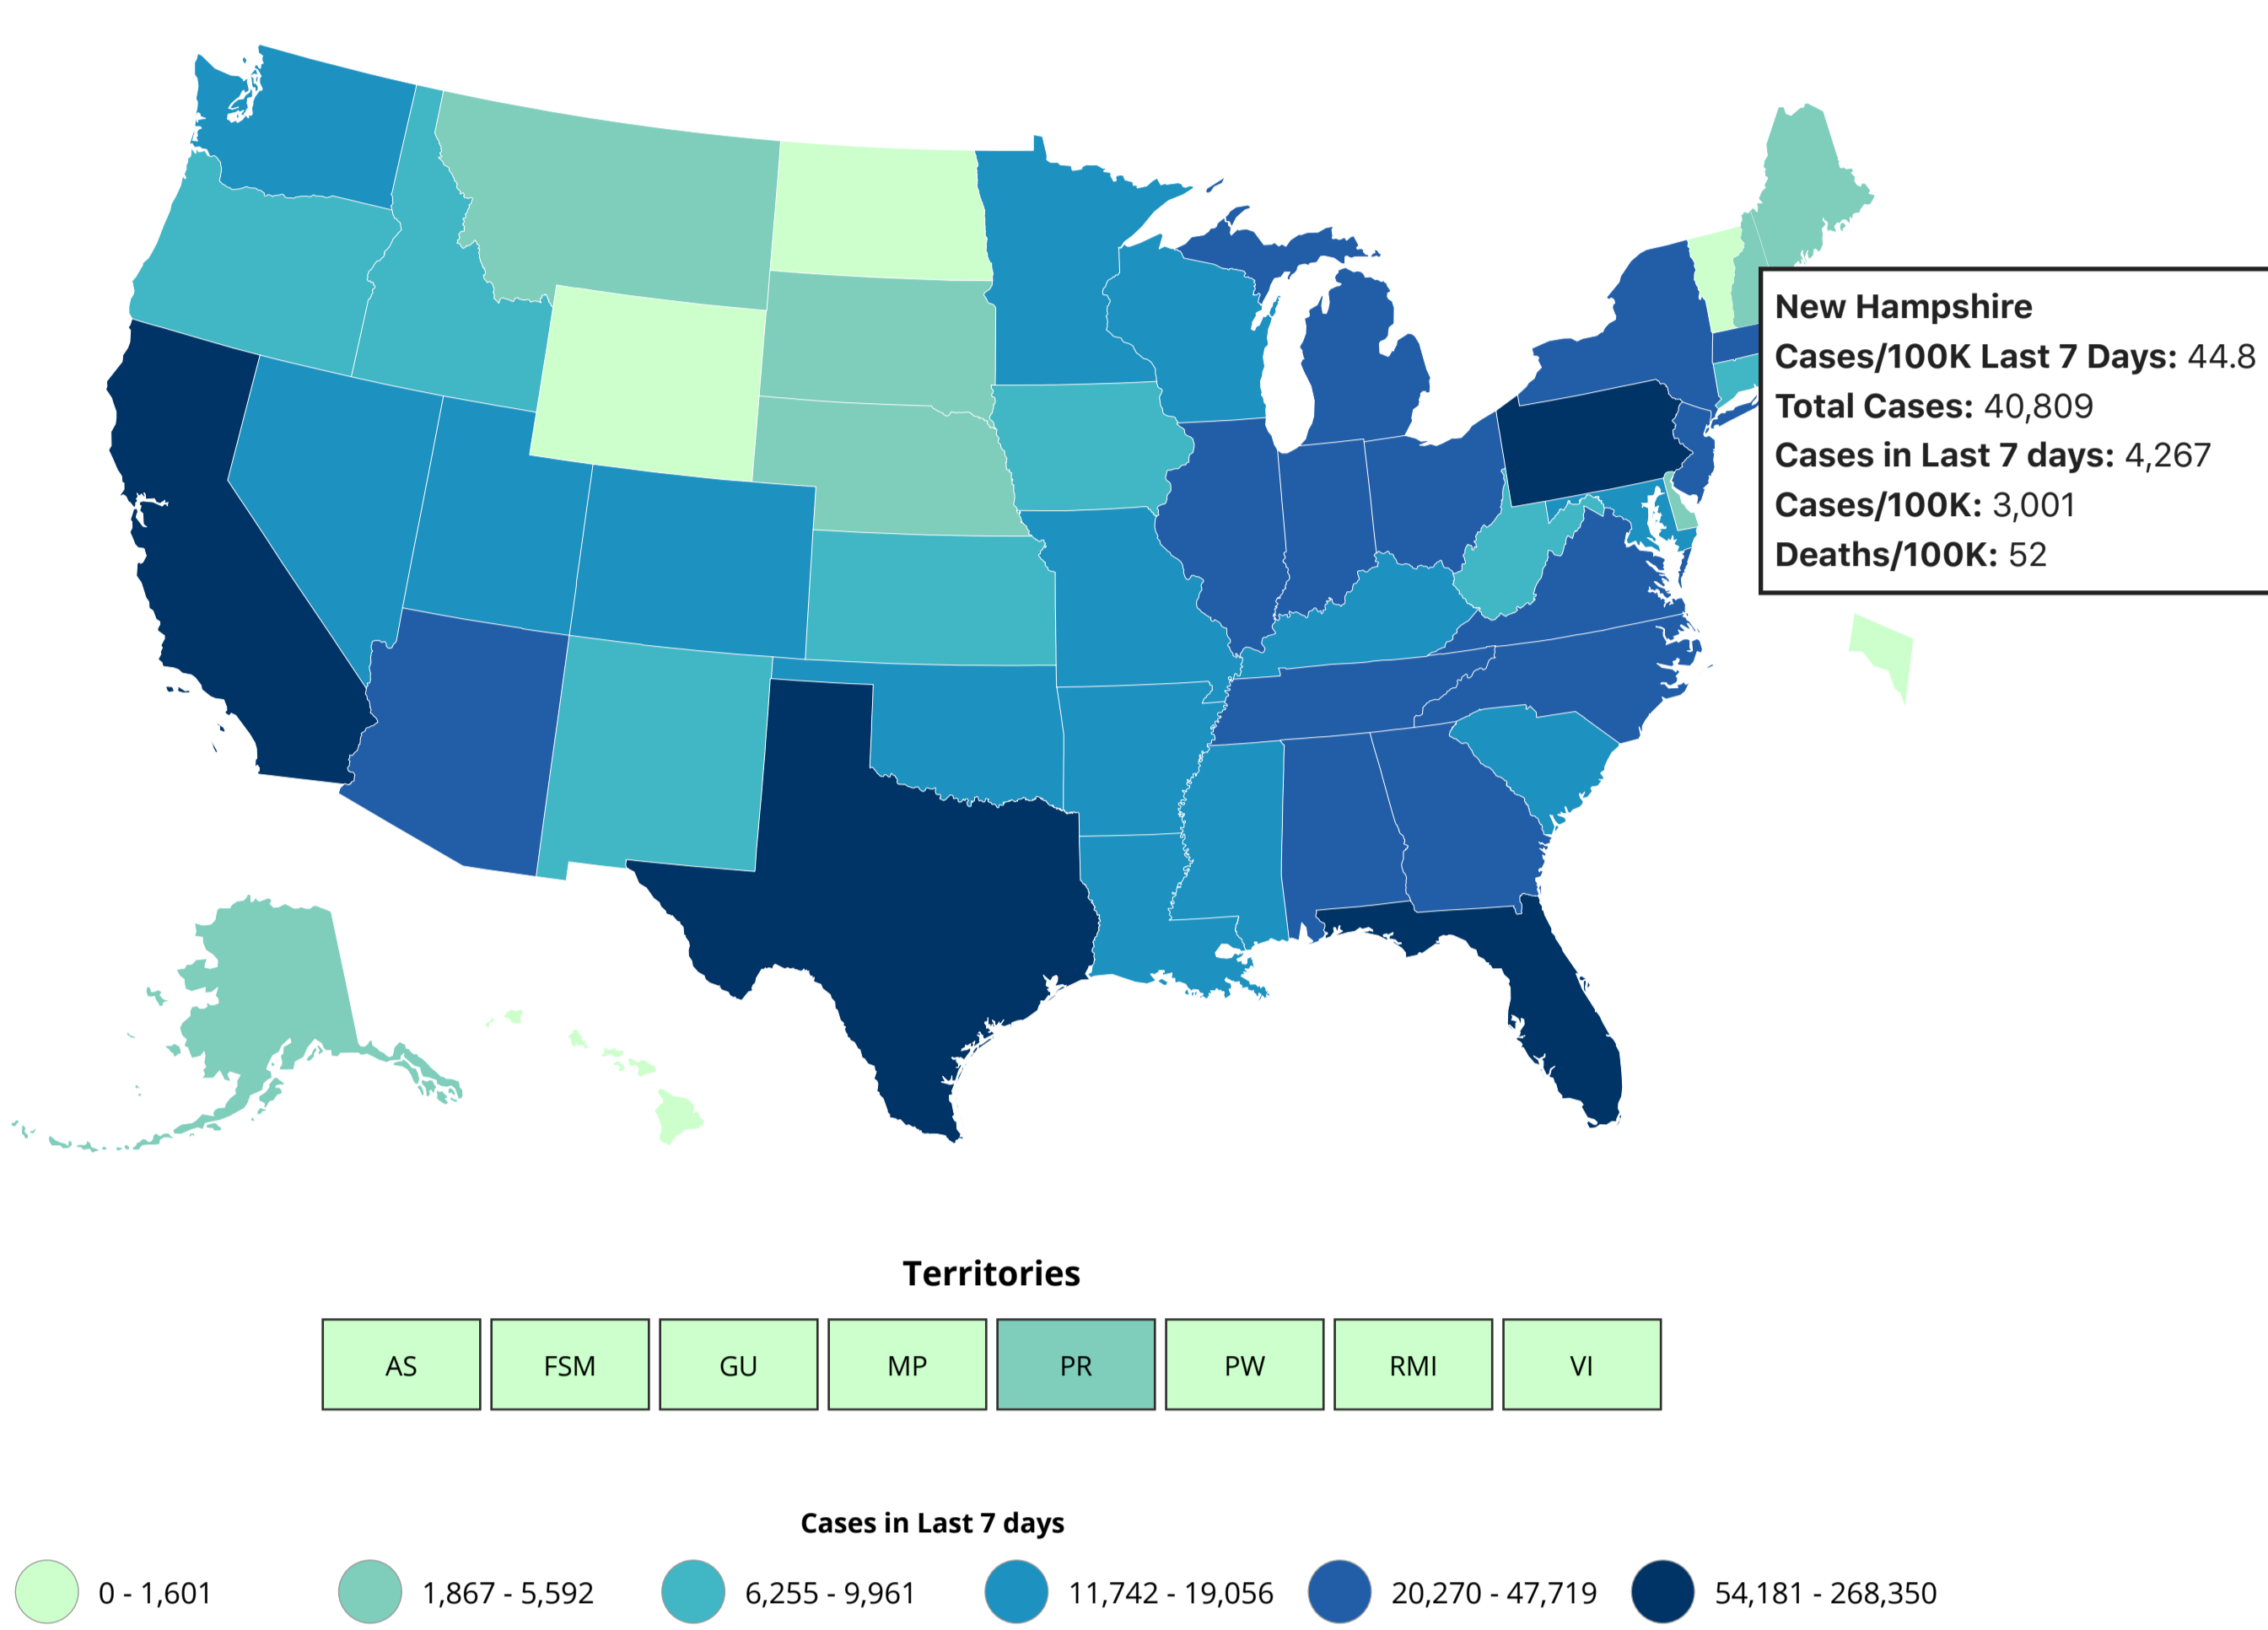 New Hampshire
Cases/100K Last 7 Days: 44.8
Total Cases: 40,809
Cases in Last 7 days: 4,267
Cases/100K: 3,001
Deaths/100K: 52
Territories
AS FSM GU MP PR PW RMI VI
Cases in Last 7 days
0 - 1,601 1,867 - 5,592 6,255 - 9,961 11,742 - 19,056 20,270 - 47,719 54,181 - 268,350